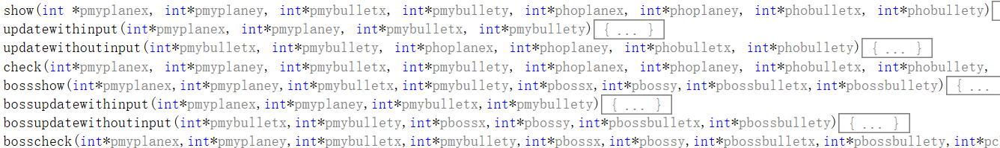 show(int *pmyplanex, int*pmyplaney, int*pmybulletx, int*pmybullety, int*phoplanex, int*phoplaney, int*phobulletx, int*phobullety)
updatewithinput(int*pmyplanex, int*pmyplaney, int*pmybulletx, int*pmybullety){ ... }
updatewithoutinput(int*pmybulletx, int*pmybullety, int*phoplanex, int*phoplaney, int*phobulletx, int*phobullety){ ... }
check(int*pmyplanex, int*pmyplaney, int*pmybulletx, int*pmybullety, int*phoplanex, int*phoplaney, int*phobulletx, int*phobullety,
bossshow(int*pmyplanex,int*pmyplaney,int*pmybulletx,int*pmybullety,int*pbossx,int*pbossy,int*pbossbulletx,int*pbossbullety){ ...
bossupdatewithinput(int*pmyplanex,int*pmyplaney,int*pmybulletx,int*pmybullety){ ... }
bossupdatewithoutinput(int*pmybulletx,int*pmybullety,int*pbossx,int*pbossy,int*pbossbulletx,int*pbossbullety){ ... }
bosscheck(int*pmyplanex,int*pmyplaney,int*pmybulletx,int*pmybullety,int*pbossx,int*pbossy,int*pbossbulletx,int*pbossbullety,int*pc